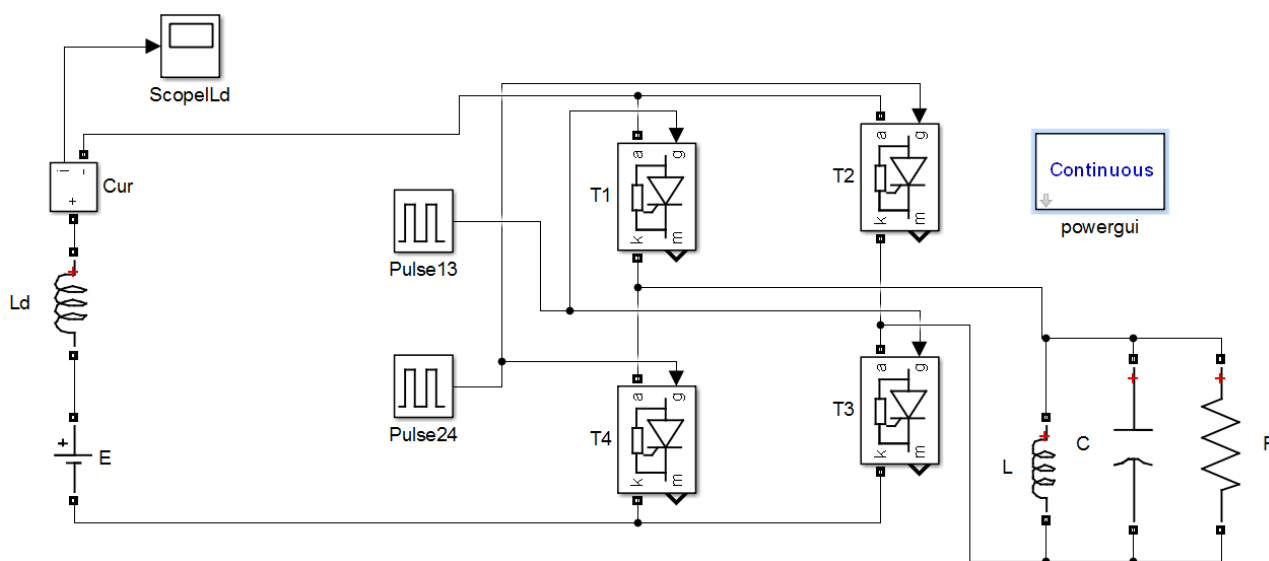 ScopeILd
i
-
+
Cur
Ld
+
E
Pulse13
Pulse24
a
g
T1
k
m
a
g
T2
k
m
a
g
T4
k
m
a
g
T3
k
m
Continuous
powergui
L
C